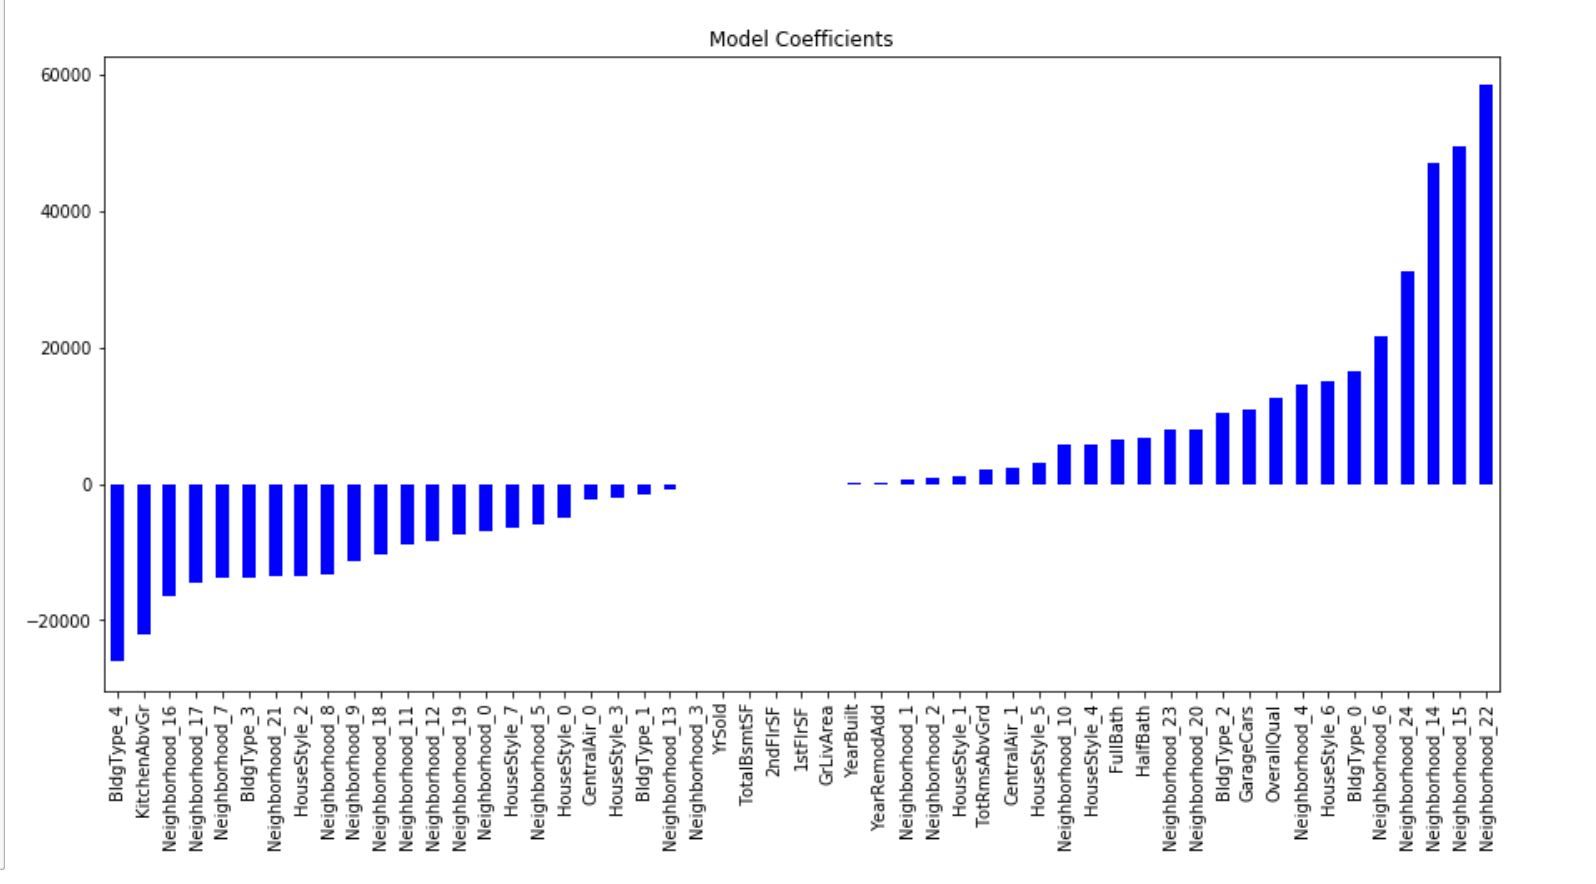 Model Coefficients
60000
40000
20000
0
−20000
BldgType_4
KitchenAbvGr
Neighborhood_16
Neighborhood_17
Neighborhood_7
BldgType_3
Neighborhood_21
HouseStyle_2
Neighborhood_8
Neighborhood_9
Neighborhood_18
Neighborhood_11
Neighborhood_12
Neighborhood_19
Neighborhood_0
HouseStyle_7
Neighborhood_5
HouseStyle_0
CentralAir_0
HouseStyle_3
BldgType_1
Neighborhood_13
Neighborhood_3
YrSold
TotalBsmtSF
2ndFlrSF
1stFlrSF
GrLivArea
YearBuilt
YearRemodAdd
Neighborhood_1
Neighborhood_2
HouseStyle_1
TotRmsAbvGrd
CentralAir_1
HouseStyle_5
Neighborhood_10
HouseStyle_4
FullBath
HalfBath
Neighborhood_23
Neighborhood_20
BldgType_2
GarageCars
OverallQual
Neighborhood_4
HouseStyle_6
BldgType_0
Neighborhood_6
Neighborhood_24
Neighborhood_14
Neighborhood_15
Neighborhood_22